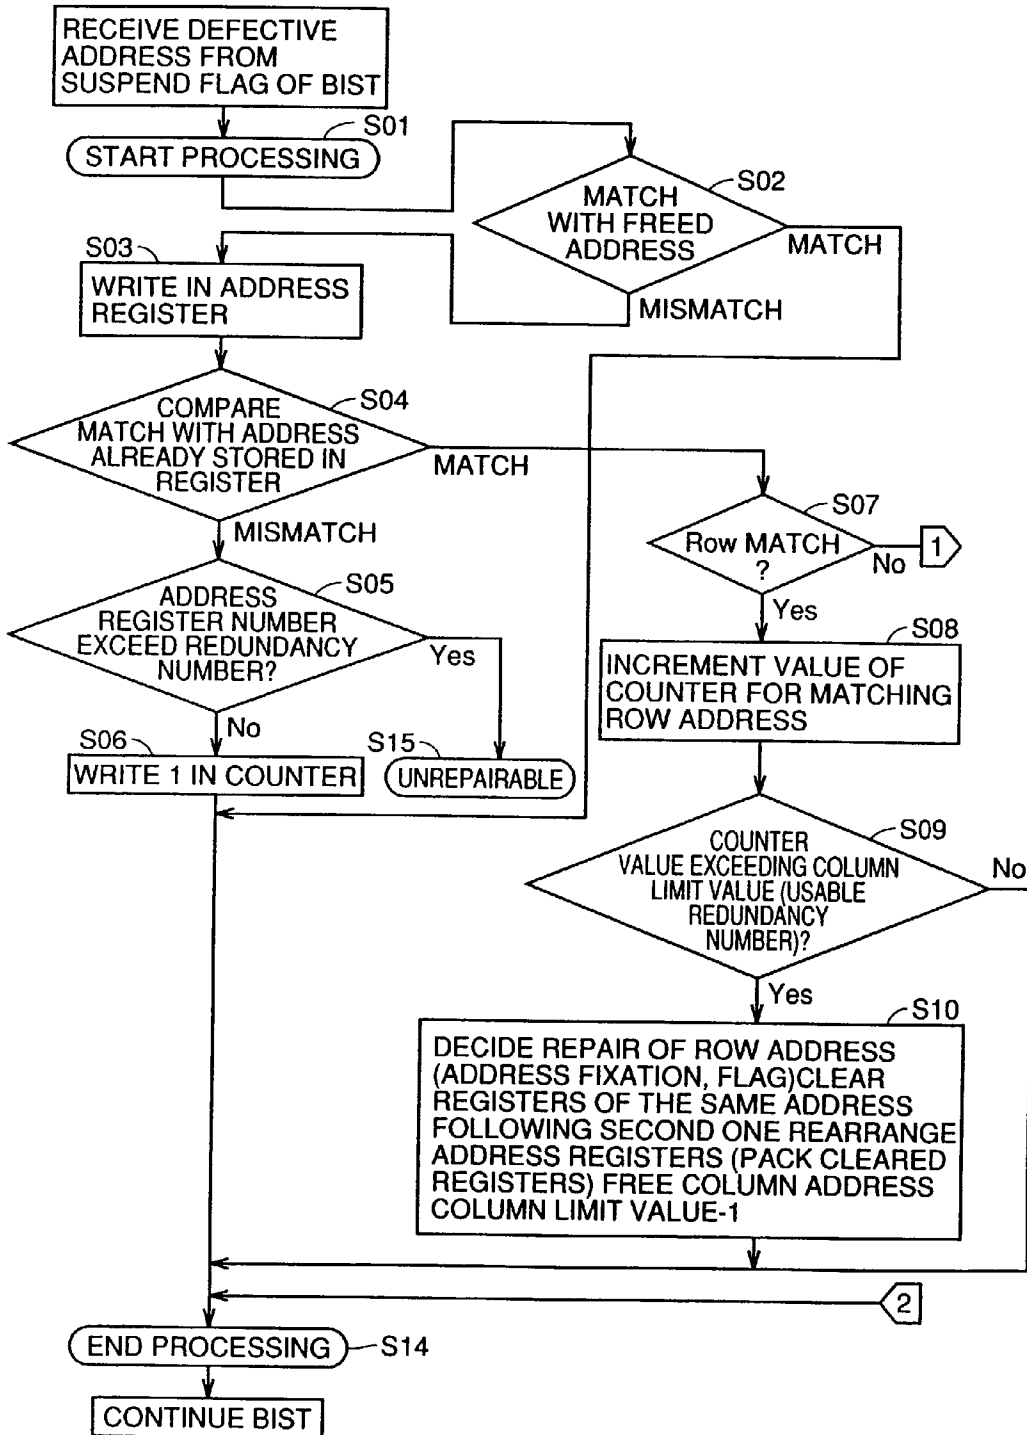 RECEIVE DEFECTIVE
ADDRESS FROM
SUSPEND FLAG OF BIST
S01
START PROCESSING
S02
MATCH
WITH FREED
ADDRESS
MATCH
MISMATCH
S03
WRITE IN ADDRESS
REGISTER
S04
COMPARE
MATCH WITH ADDRESS
ALREADY STORED IN
REGISTER
MATCH
MISMATCH
S07
Row MATCH
?
No
1
Yes
S05
ADDRESS
REGISTER NUMBER
EXCEED REDUNDANCY
NUMBER?
Yes
No
S08
INCREMENT VALUE OF
COUNTER FOR MATCHING
ROW ADDRESS
S06
WRITE 1 IN COUNTER
S15
UNREPAIRABLE
S09
COUNTER
VALUE EXCEEDING COLUMN
LIMIT VALUE (USABLE
REDUNDANCY
NUMBER)?
No
Yes
S10
DECIDE REPAIR OF ROW ADDRESS
(ADDRESS FIXATION, FLAG)CLEAR
REGISTERS OF THE SAME ADDRESS
FOLLOWING SECOND ONE REARRANGE
ADDRESS REGISTERS (PACK CLEARED
REGISTERS) FREE COLUMN ADDRESS
COLUMN LIMIT VALUE-1
2
END PROCESSING
S14
CONTINUE BIST